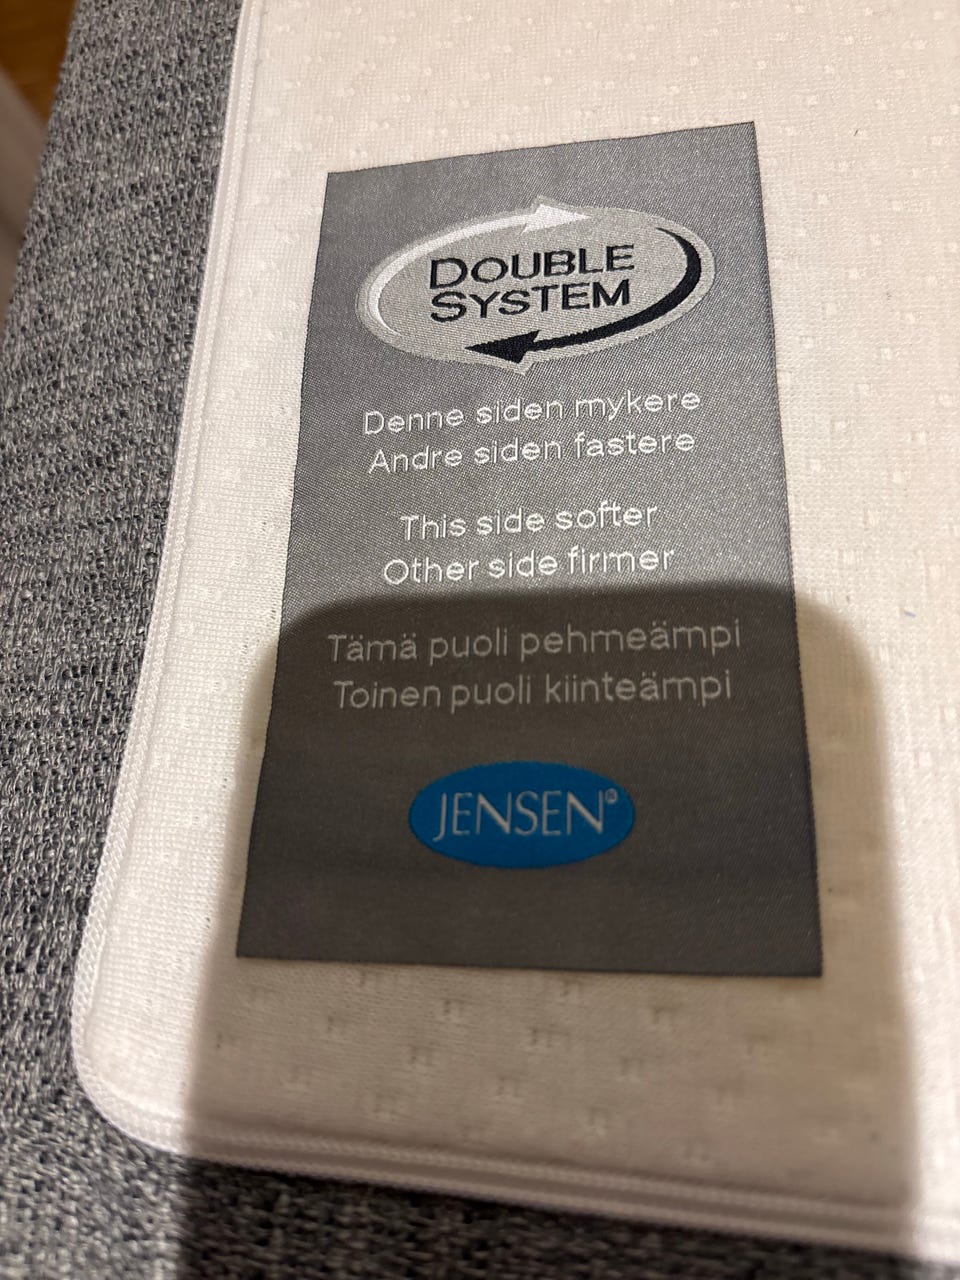 DOUBLE
SYSTEM
Denne siden mykere
Andre siden fastere
This side softer
Other side firmer
Tämä puoli pehmeämpi
Toinen puoli kiinteämpi
JENSEN®